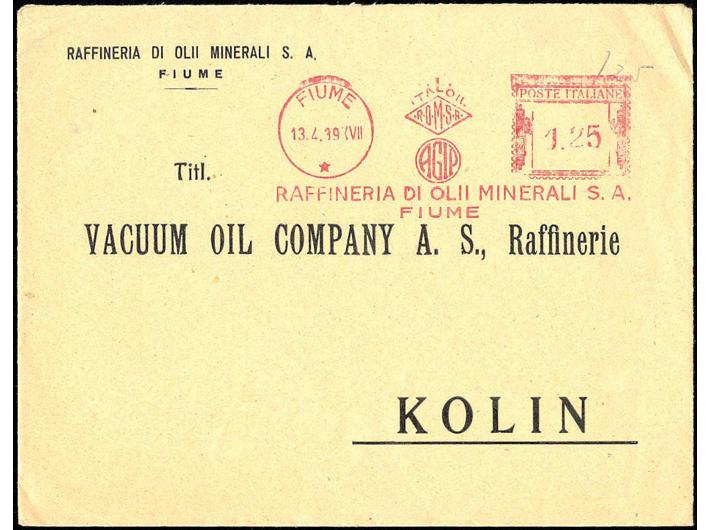 RAFFINERIA DI OLII MINERALI S. A.
FIUME
135
FIUME
13.4.39 XVII
ITALOIL
R·O·M·S·A
AGIP
POSTE ITALIANE
1.25
RAFFINERIA DI OLII MINERALI S. A.
FIUME
Titl.
VACUUM OIL COMPANY A. S., Raffinerie
KOLIN